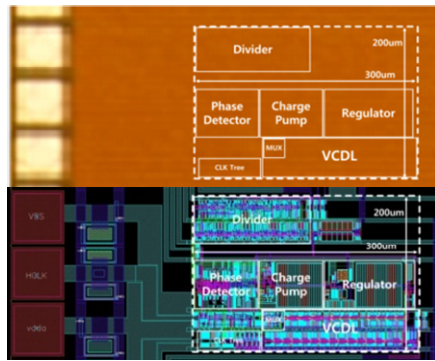 Divider
200um
300um
Phase
Detector
Charge
Pump
Regulator
MUX
VCDL
CLK Tree
Divider
200um
300um
VSS
HCLK
Phase
Detector
Charge
Pump
Regulator
MUX
VCDL